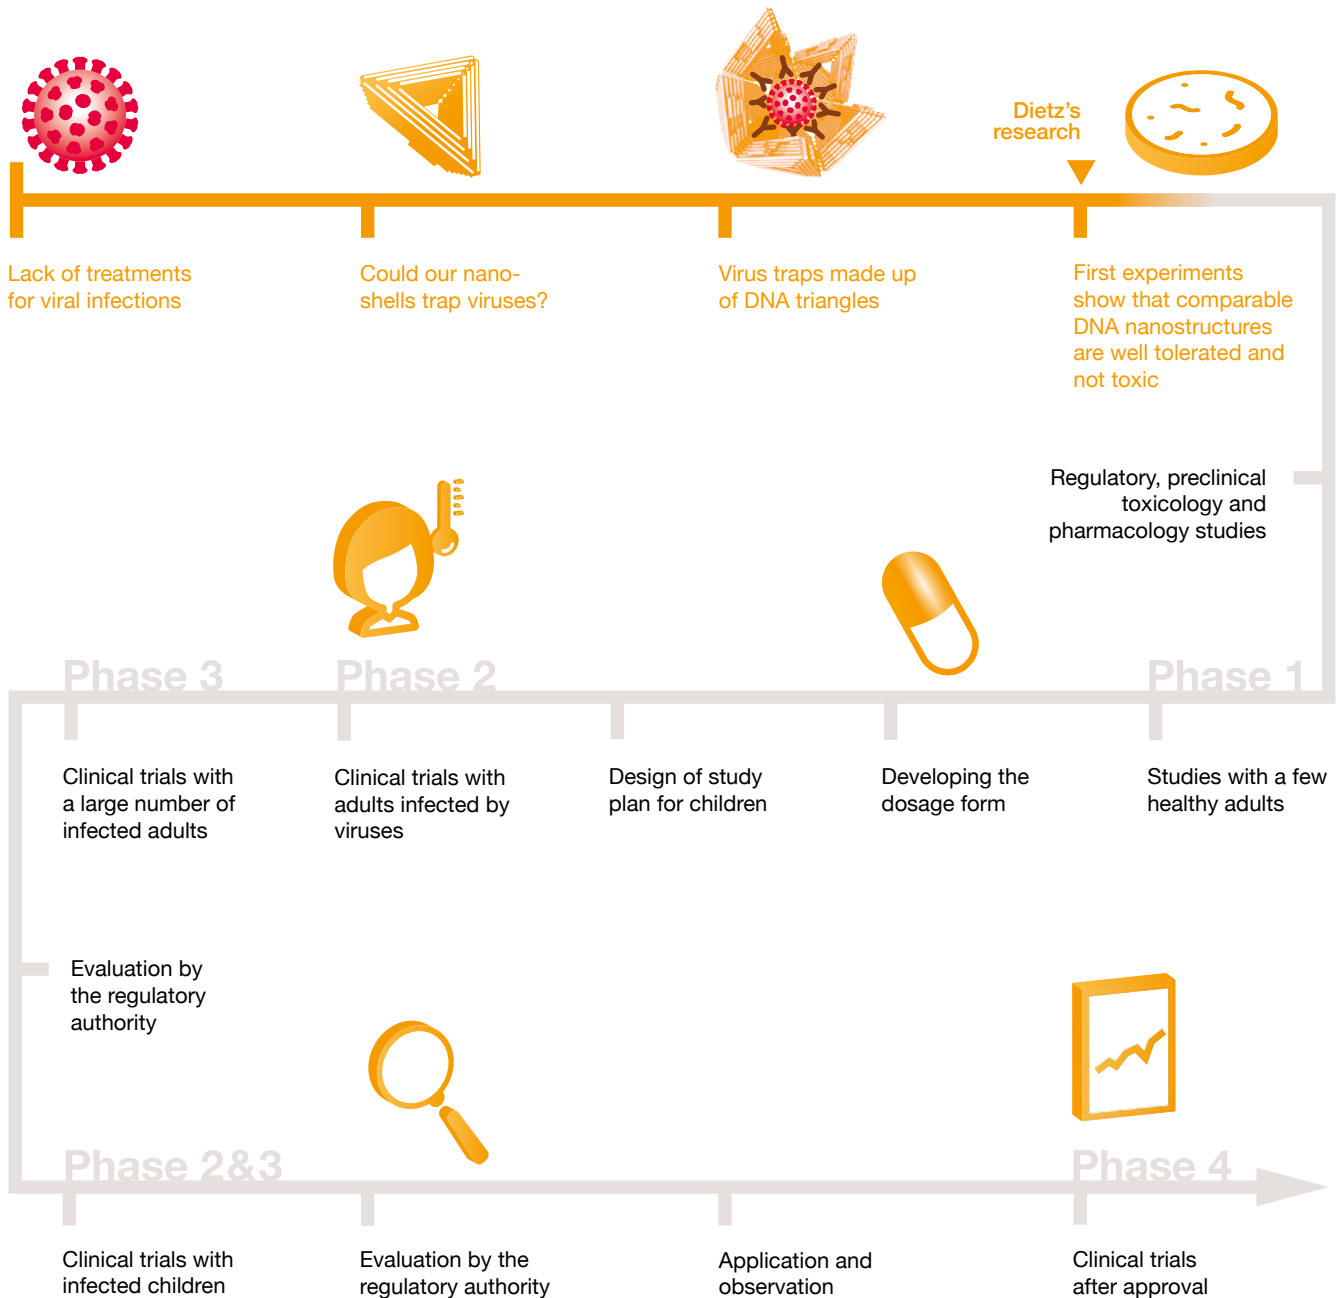 Dietz's
research
Lack of treatments
for viral infections
Could our nano-
shells trap viruses?
Virus traps made up
of DNA triangles
First experiments
show that comparable
DNA nanostructures
are well tolerated and
not toxic
Regulatory, preclinical
toxicology and
pharmacology studies
Phase 1
Studies with a few
healthy adults
Developing the
dosage form
Design of study
plan for children
Phase 2
Clinical trials with
adults infected by
viruses
Phase 3
Clinical trials with
a large number of
infected adults
Evaluation by
the regulatory
authority
Phase 2&3
Clinical trials with
infected children
Evaluation by the
regulatory authority
Application and
observation
Phase 4
Clinical trials
after approval